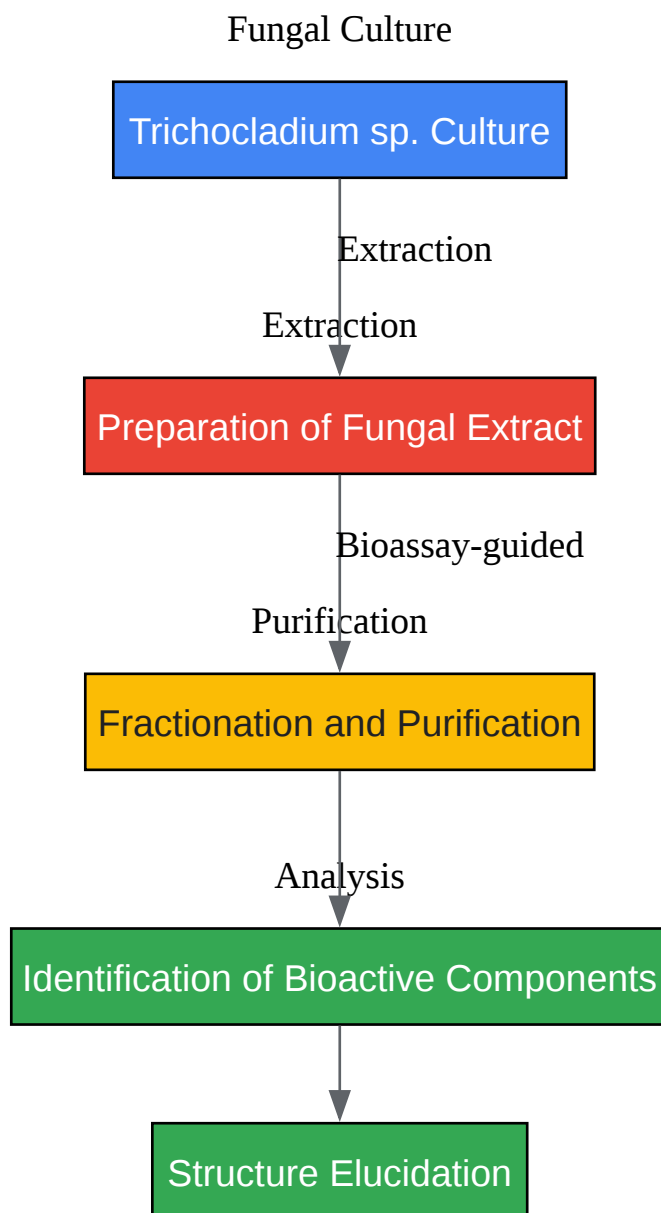 Fungal Culture
Trichocladium sp. Culture
Extraction
Extraction
Preparation of Fungal Extract
Bioassay-guided
Purification
Fractionation and Purification
Analysis
Identification of Bioactive Components
Structure Elucidation